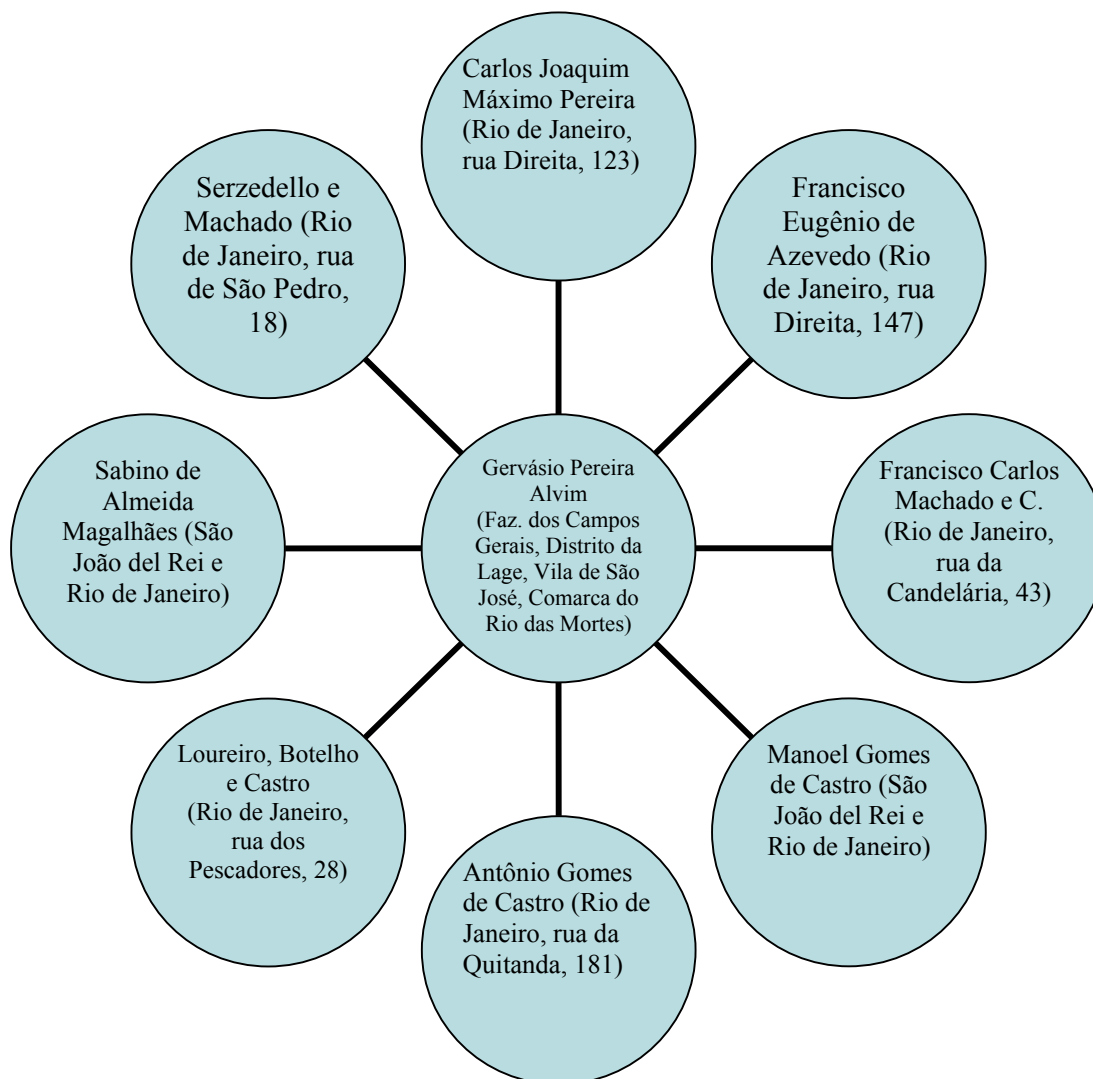 Carlos Joaquim
Máximo Pereira
(Rio de Janeiro,
rua Direita, 123)
Serzedello e
Machado (Rio
de Janeiro, rua
de São Pedro,
18)
Francisco
Eugênio de
Azevedo (Rio
de Janeiro, rua
Direita, 147)
Sabino de
Almeida
Magalhães (São
João del Rei e
Rio de Janeiro)
Gervásio Pereira
Alvim
(Faz. dos Campos
Gerais, Distrito da
Lage, Vila de São
José, Comarca do
Rio das Mortes)
Francisco Carlos
Machado e C.
(Rio de Janeiro,
rua da
Candelária, 43)
Loureiro, Botelho
e Castro
(Rio de Janeiro,
rua dos
Pescadores, 28)
Manoel Gomes
de Castro (São
João del Rei e
Rio de Janeiro)
Antônio Gomes
de Castro (Rio de
Janeiro, rua da
Quitanda, 181)